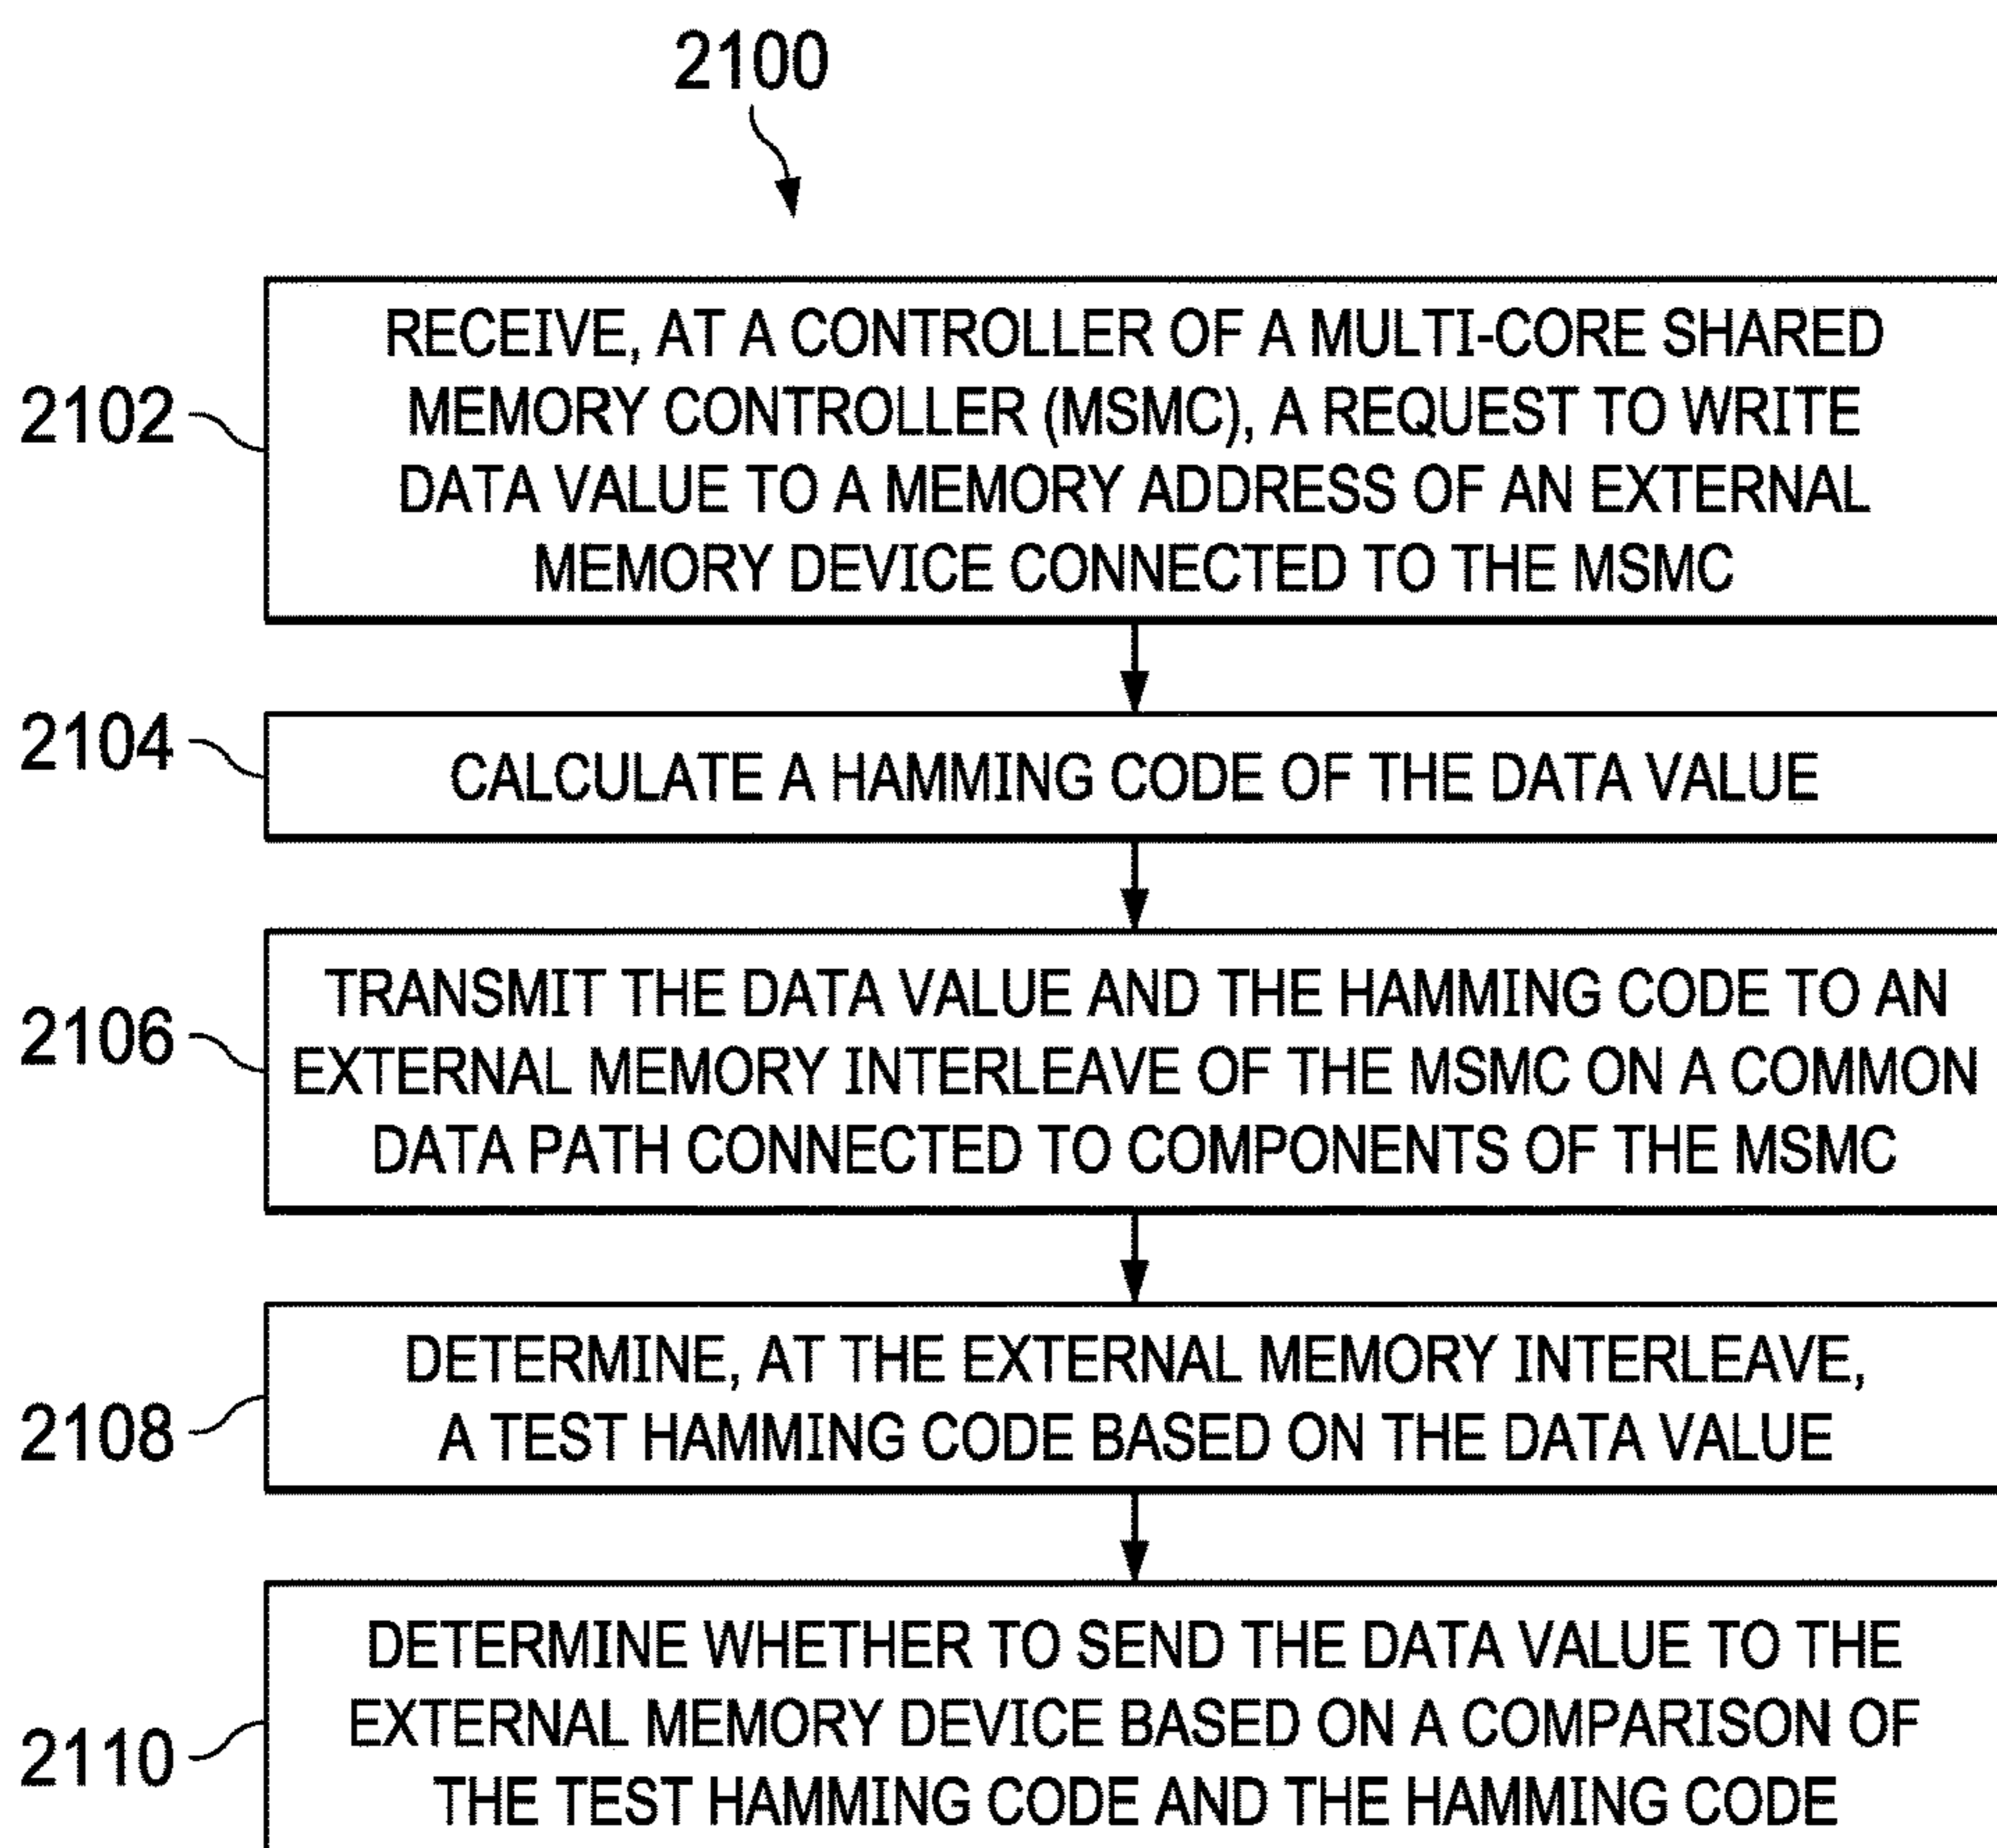 2100
2102
RECEIVE, AT A CONTROLLER OF A MULTI-CORE SHARED
MEMORY CONTROLLER (MSMC), A REQUEST TO WRITE
DATA VALUE TO A MEMORY ADDRESS OF AN EXTERNAL
MEMORY DEVICE CONNECTED TO THE MSMC
2104
CALCULATE A HAMMING CODE OF THE DATA VALUE
2106
TRANSMIT THE DATA VALUE AND THE HAMMING CODE TO AN
EXTERNAL MEMORY INTERLEAVE OF THE MSMC ON A COMMON
DATA PATH CONNECTED TO COMPONENTS OF THE MSMC
2108
DETERMINE, AT THE EXTERNAL MEMORY INTERLEAVE,
A TEST HAMMING CODE BASED ON THE DATA VALUE
2110
DETERMINE WHETHER TO SEND THE DATA VALUE TO THE
EXTERNAL MEMORY DEVICE BASED ON A COMPARISON OF
THE TEST HAMMING CODE AND THE HAMMING CODE